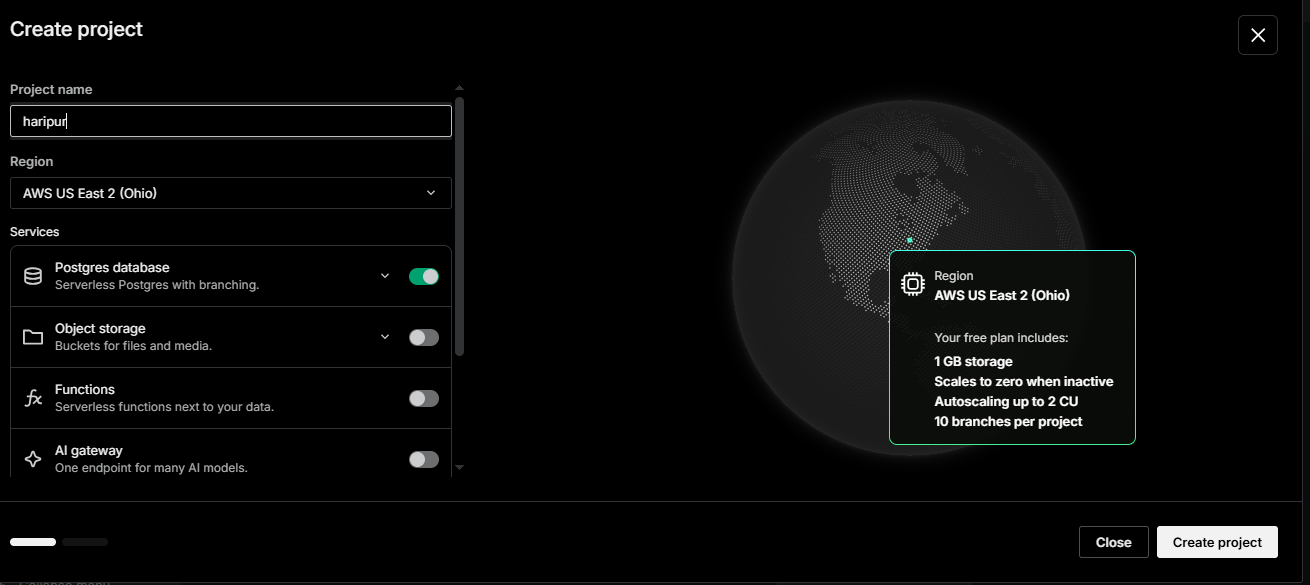 Create project
Project name
haripur
Region
AWS US East 2 (Ohio)
Services
Postgres database
Serverless Postgres with branching.
Object storage
Buckets for files and media.
Functions
Serverless functions next to your data.
AI gateway
One endpoint for many AI models.
Region
AWS US East 2 (Ohio)
Your free plan includes:
1 GB storage
Scales to zero when inactive
Autoscaling up to 2 CU
10 branches per project
Close
Create project